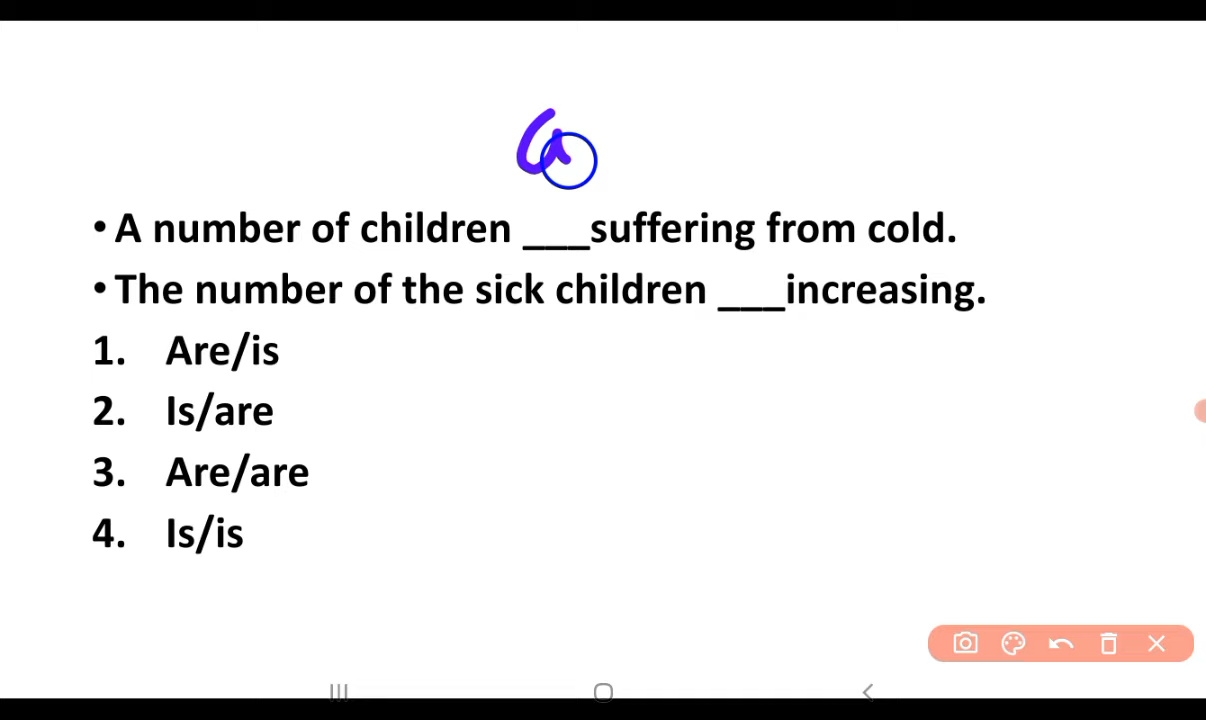 a
• A number of children ___suffering from cold.
• The number of the sick children ___increasing.
1. Are/is
2. Is/are
3. Are/are
4. Is/is